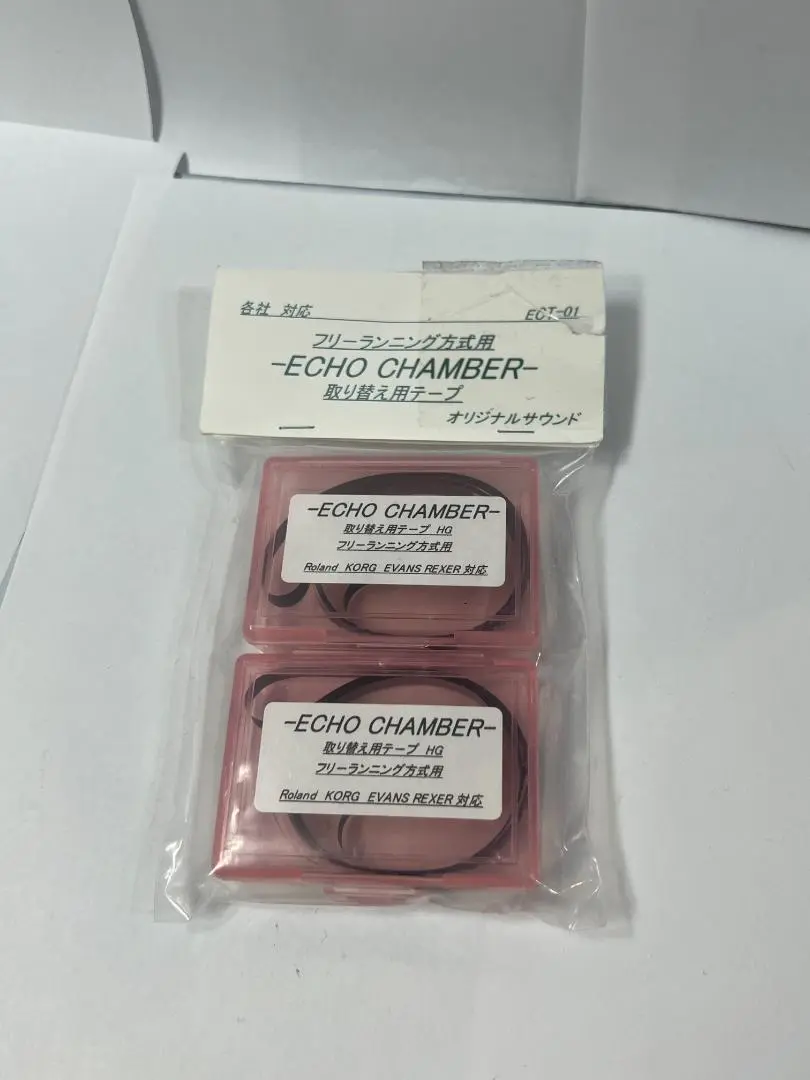 各社 対応 ECT-01
フリーランニング方式用
-ECHO CHAMBER-
取り替え用テープ
オリジナルサウンド
-ECHO CHAMBER-
取り替え用テープ HG
フリーランニング方式用
Roland KORG EVANS REXER 対応
-ECHO CHAMBER-
取り替え用テープ HG
フリーランニング方式用
Roland KORG EVANS REXER 対応